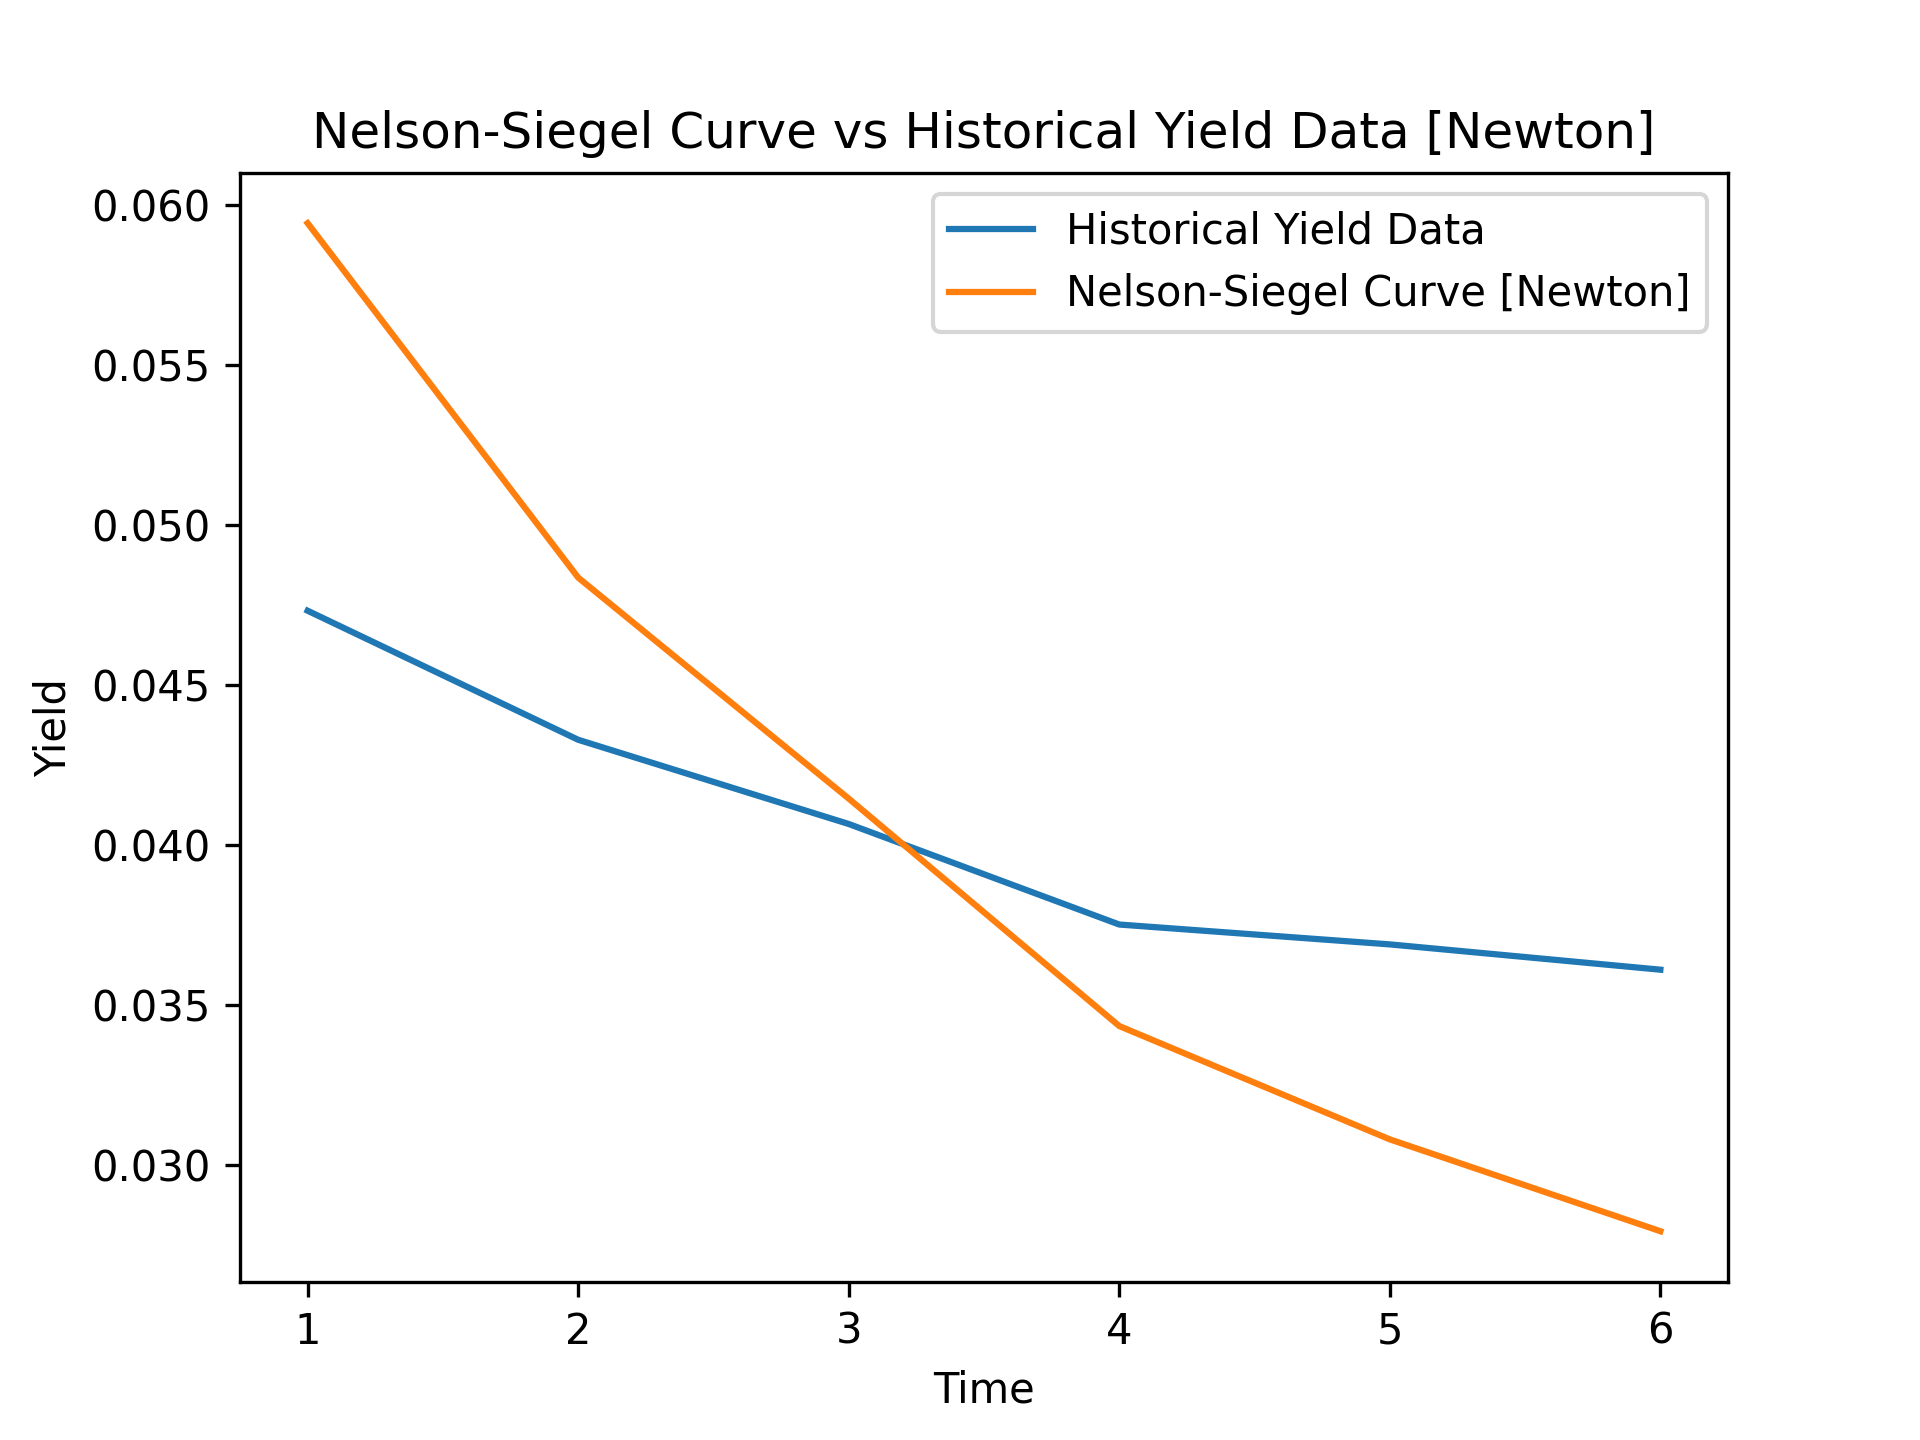 Nelson-Siegel Curve vs Historical Yield Data [Newton]
Historical Yield Data
Nelson-Siegel Curve [Newton]
0.060
0.055
0.050
0.045
0.040
0.035
0.030
Yield
1 2 3 4 5 6
Time